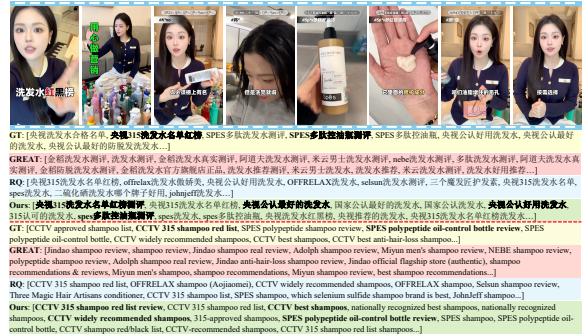 洗发水红黑榜
用心做营销
GT: [央视洗发水合格名单, 央视315洗发水名单红榜, SPES多肽洗发水测评, SPES多肽控油瓶测评, SPES多肽控油瓶, 央视公认好用洗发水, 央视公认最好
的洗发水, 央视公认最好的防脱发洗发水…]
GREAT: [金稻洗发水测评, 洗发水测评, 金稻洗发水真实测评, 阿道夫洗发水测评, 米云男士洗发水测评, nebe洗发水测评, 多肽洗发水测评, 阿道夫洗发水真
实测评, 金稻防脱洗发水测评, 金稻洗发水官方旗舰店正品, 洗发水推荐测评, 米云男士洗发水, 洗发水推荐, 米云洗发水测评, 洗发水好用推荐…]
RQ: [央视315洗发水名单红榜, offrelax洗发水傲娇美, 央视公认好用洗发水, OFFRELAX洗发水, selsun洗发水测评, 三个魔发匠护发素, 央视315洗发水名单,
spes洗发水, 二硫化硒洗发水哪个牌子好用, johnjeff洗发水…]
Ours: [央视315洗发水名单红榜测评, 央视315洗发水名单红榜, 央视公认最好的洗发水, 国家公认最好的洗发水, 国家公认洗发水, 央视公认好用洗发水,
315认可的洗发水, spes多肽控油瓶测评, spes洗发水, spes多肽控油瓶, 央视洗发水红黑榜, 央视推荐的洗发水, 央视315洗发水名单红榜…]
GT: [CCTV approved shampoo list, CCTV 315 shampoo red list, SPES polypeptide shampoo review, SPES polypeptide oil-control bottle review, SPES
polypeptide oil-control bottle, CCTV widely recommended shampoos, CCTV best shampoos, CCTV best anti-hair-loss shampoo...]
GREAT: [Jindao shampoo review, shampoo review, Jindao shampoo real review, Adolph shampoo review, Miyun men's shampoo review, NEBE shampoo review,
polypeptide shampoo review, Adolph shampoo real review, Jindao anti-hair-loss shampoo review, Jindao official flagship store (authentic), shampoo
recommendations & reviews, Miyun men's shampoo, shampoo recommendations, Miyun shampoo review, best shampoo recommendations...]
RQ: [CCTV 315 shampoo red list, OFFRELAX shampoo (Aojiaomei), CCTV widely recommended shampoos, OFFRELAX shampoo, Selsun shampoo review,
Three Magic Hair Artisans conditioner, CCTV 315 shampoo list, SPES shampoo, which selenium sulfide shampoo brand is best, JohnJeff shampoo...]
Ours: [CCTV 315 shampoo red list review, CCTV 315 shampoo red list, CCTV best shampoos, nationally recognized best shampoos, nationally recognized
shampoos, CCTV widely recommended shampoos, 315-approved shampoos, SPES polypeptide oil-control bottle review, SPES shampoo, SPES polypeptide oil-
control bottle, CCTV shampoo red/black list, CCTV-recommended shampoos, CCTV 315 shampoo red list shampoos...]